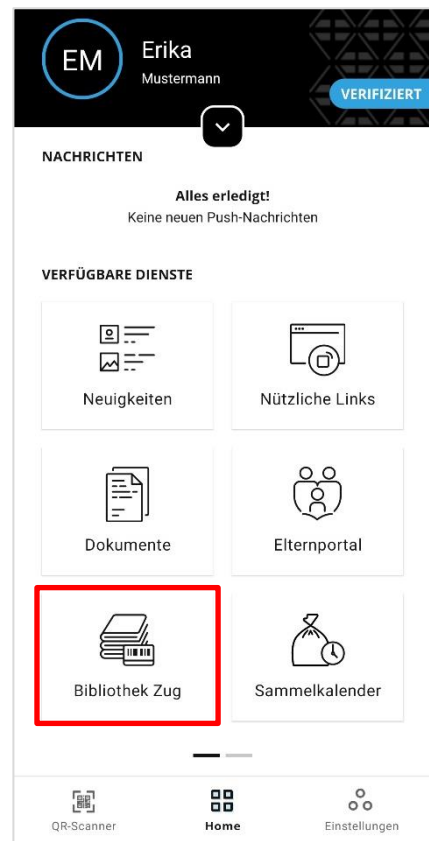 EM
Erika
Mustermann
VERIFIZIERT
NACHRICHTEN
Alles erledigt!
Keine neuen Push-Nachrichten
VERFÜGBARE DIENSTE
Neuigkeiten
Nützliche Links
Dokumente
Elternportal
Bibliothek Zug
Sammelkalender
QR-Scanner
Home
Einstellungen